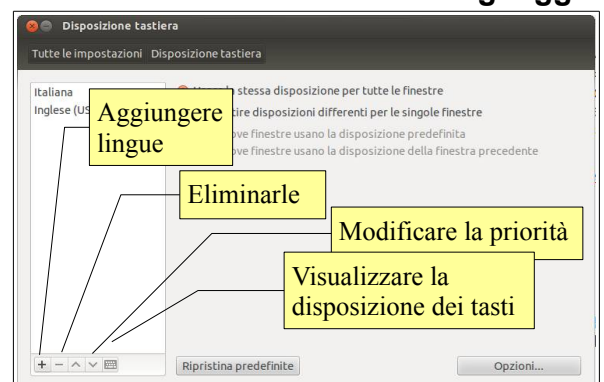 Disposizione tastiera
Tutte le impostazioni Disposizione tastiera
Italiana
stessa disposizione per tutte le finestre
Inglese (US
disposizioni differenti per le singole finestre
Aggiungere
lingue
finestre usano la disposizione predefinita
finestre usano la disposizione della finestra precedente
Eliminarle
Modificare la priorità
Visualizzare la
disposizione dei tasti
Ripristina predefinite
Opzioni...